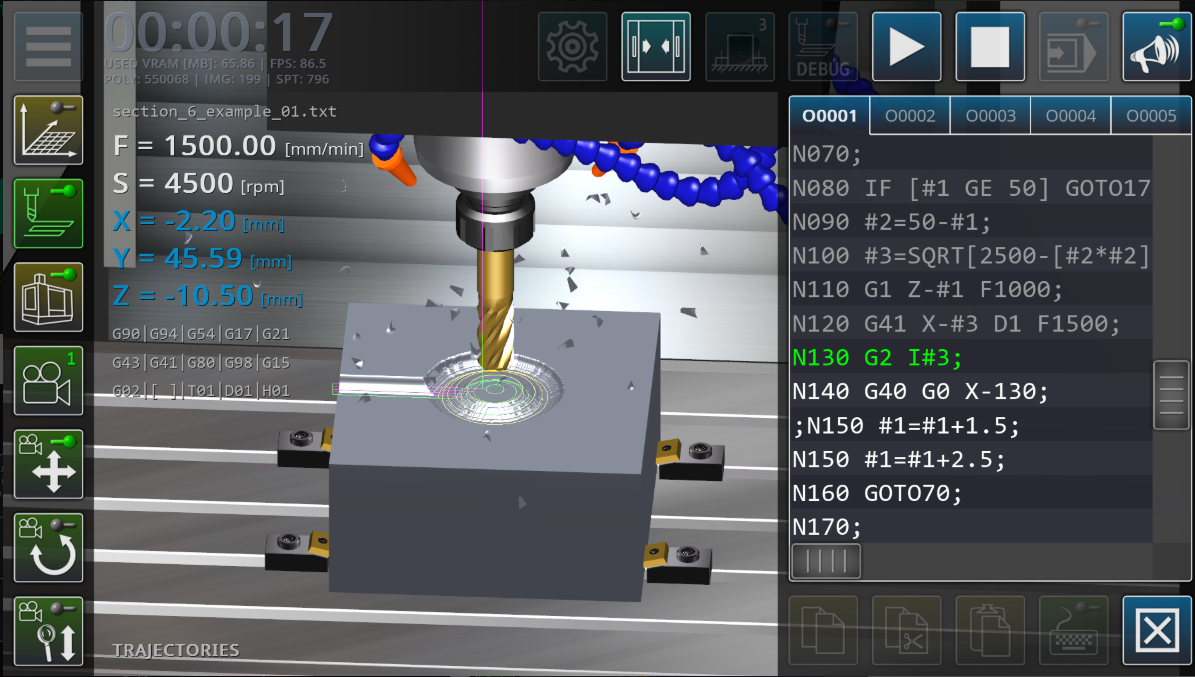 00:00:17
USED VRAM [MB]: 65.86 | FPS: 86.5
POLY: 550068 | IMG: 199 | SPT: 796
section_6_example_01.txt
F = 1500.00 [mm/min]
S = 4500 [rpm]
X = -2.20 [mm]
Y = 45.59 [mm]
Z = -10.50 [mm]
G90|G94|G54|G17|G21
G43|G41|G80|G98|G15
G02|[ ]|T01|D01|H01
1
TRAJECTORIES
3
DEBUG
O0001 O0002 O0003 O0004 O0005
N070;
N080 IF [#1 GE 50] GOTO17
N090 #2=50-#1;
N100 #3=SQRT[2500-[#2*#2]
N110 G1 Z-#1 F1000;
N120 G41 X-#3 D1 F1500;
N130 G2 I#3;
N140 G40 G0 X-130;
;N150 #1=#1+1.5;
N150 #1=#1+2.5;
N160 GOTO70;
N170;